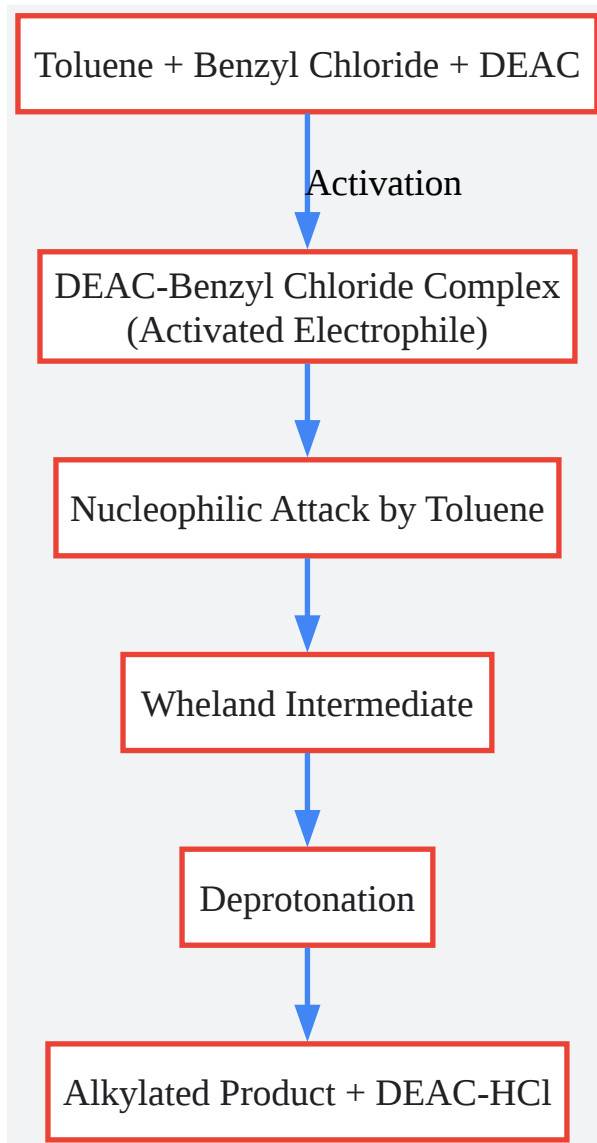 Toluene + Benzyl Chloride + DEAC
Activation
DEAC-Benzyl Chloride Complex
(Activated Electrophile)
Nucleophilic Attack by Toluene
Wheland Intermediate
Deprotonation
Alkylated Product + DEAC-HCl